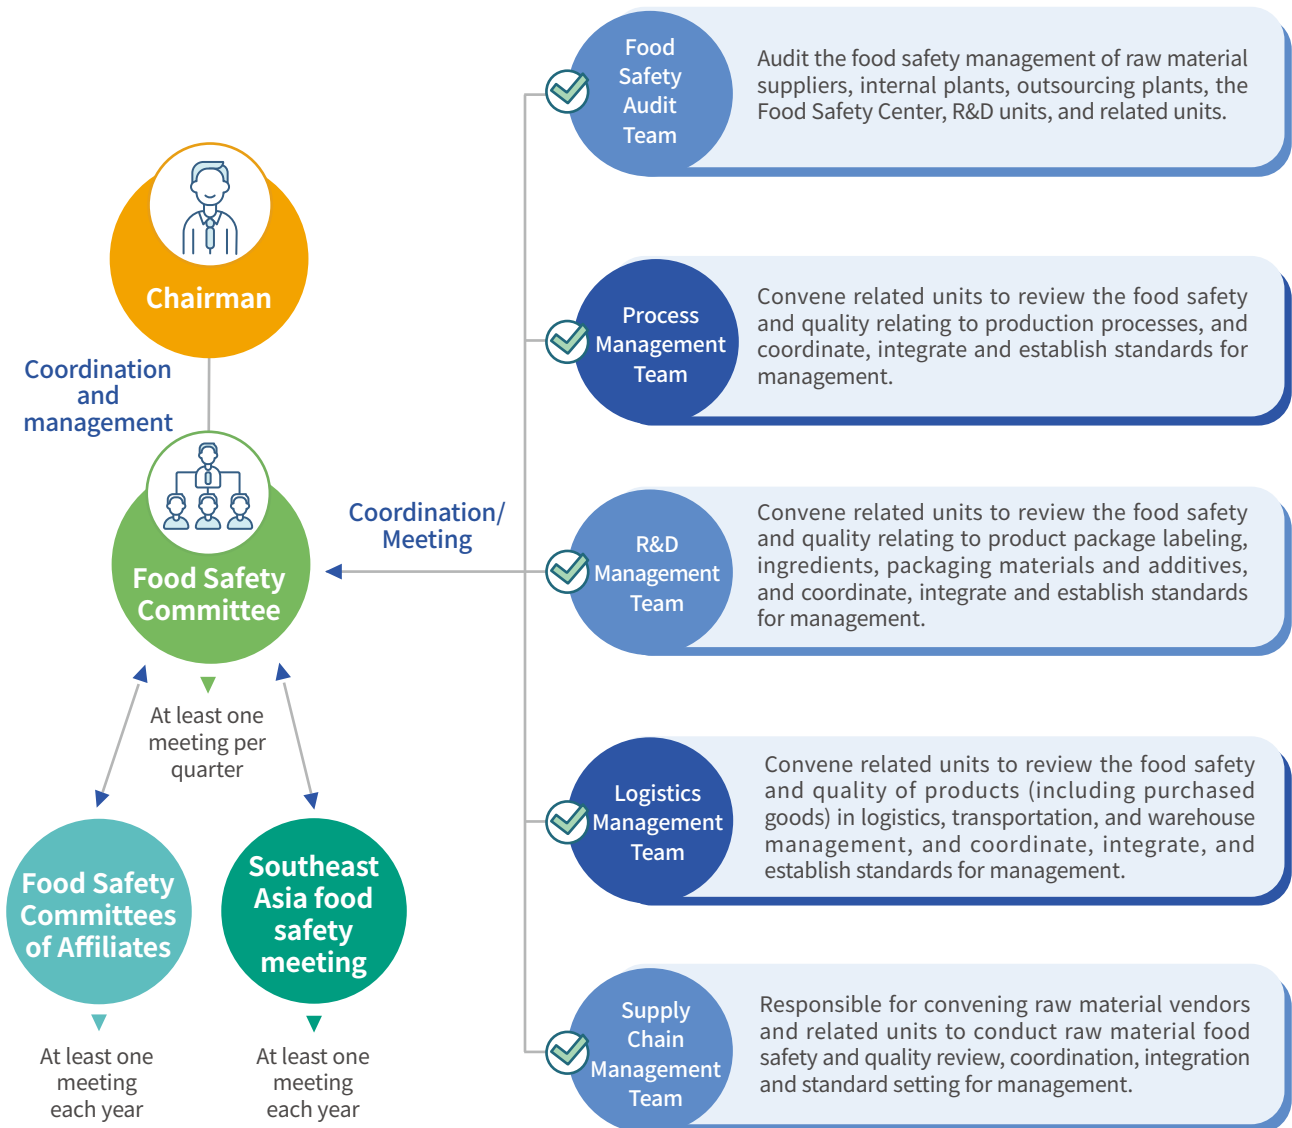 Chairman
Coordination
and
management
Food Safety
Committee
Coordination/
Meeting
At least one
meeting per
quarter
Food Safety
Committees
of Affiliates
At least one
meeting
each year
Southeast
Asia food
safety
meeting
At least one
meeting
each year
Food
Safety
Audit
Team
Audit the food safety management of raw material
suppliers, internal plants, outsourcing plants, the
Food Safety Center, R&D units, and related units.
Process
Management
Team
Convene related units to review the food safety
and quality relating to production processes, and
coordinate, integrate and establish standards for
management.
R&D
Management
Team
Convene related units to review the food safety
and quality relating to product package labeling,
ingredients, packaging materials and additives,
and coordinate, integrate and establish standards
for management.
Logistics
Management
Team
Convene related units to review the food safety
and quality of products (including purchased
goods) in logistics, transportation, and warehouse
management, and coordinate, integrate, and
establish standards for management.
Supply
Chain
Management
Team
Responsible for convening raw material vendors
and related units to conduct raw material food
safety and quality review, coordination, integration
and standard setting for management.